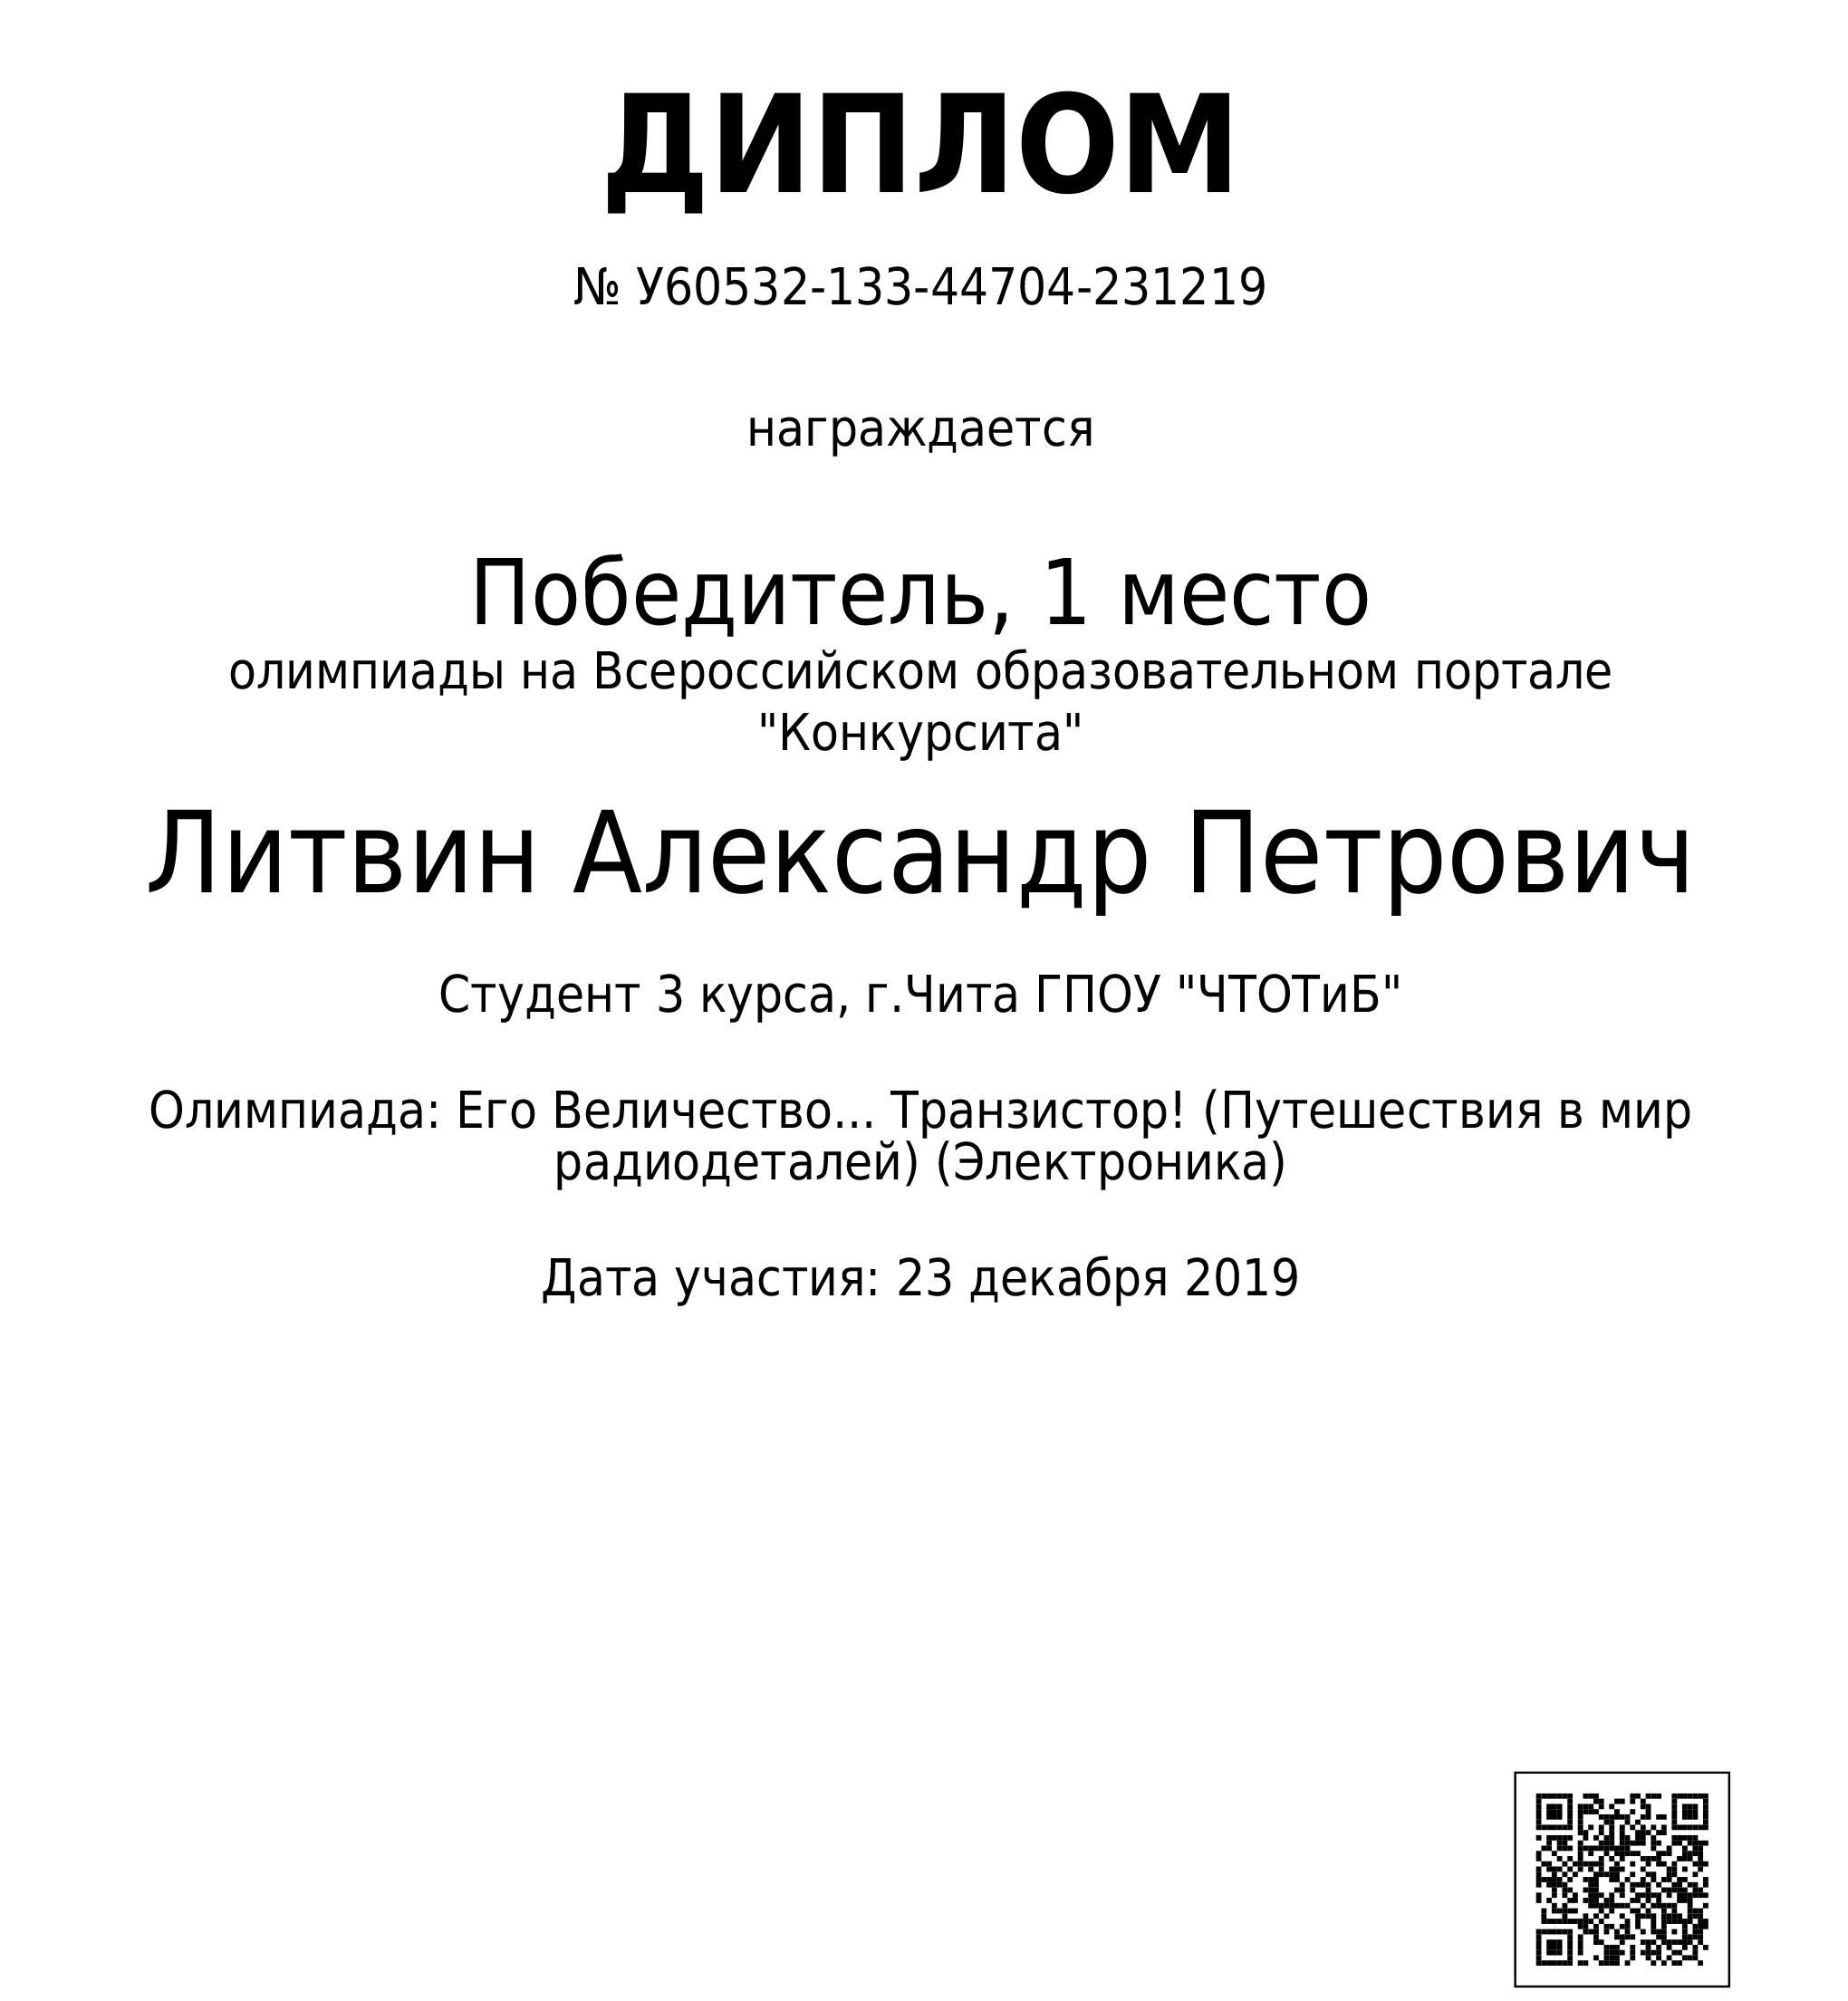 ДИПЛОМ
№ У60532-133-44704-231219
награждается
Победитель, 1 место
олимпиады на Всероссийском образовательном портале
"Конкурсита"
Литвин Александр Петрович
Студент 3 курса, г.Чита ГПОУ "ЧТОТиБ"
Олимпиада: Его Величество... Транзистор! (Путешествия в мир
радиодеталей) (Электроника)
Дата участия: 23 декабря 2019